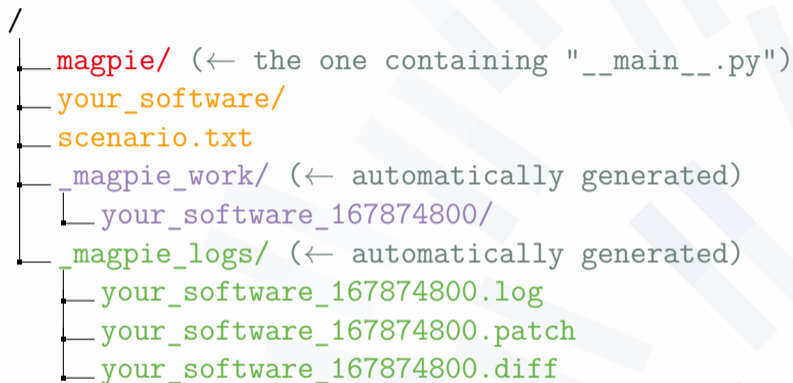 /
magpie/ (← the one containing "__main__.py")
your_software/
scenario.txt
_magpie_work/ (← automatically generated)
your_software_167874800/
_magpie_logs/ (← automatically generated)
your_software_167874800.log
your_software_167874800.patch
your_software_167874800.diff